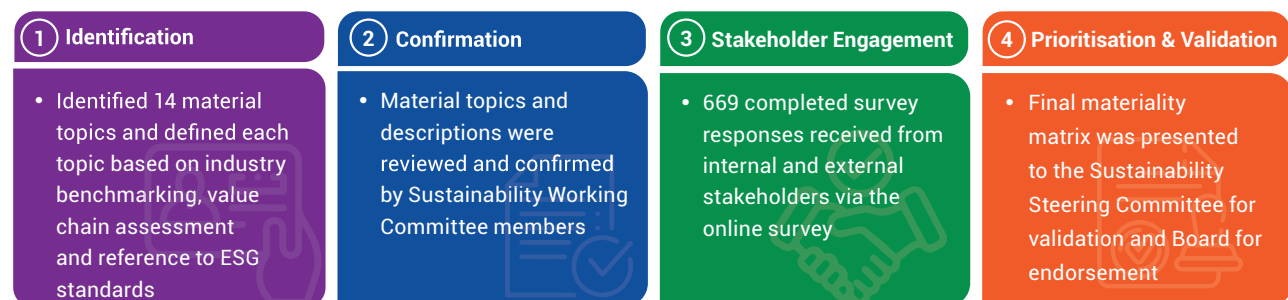 1 Identification
• Identified 14 material
topics and defined each
topic based on industry
benchmarking, value
chain assessment
and reference to ESG
standards
2 Confirmation
• Material topics and
descriptions were
reviewed and confirmed
by Sustainability Working
Committee members
3 Stakeholder Engagement
• 669 completed survey
responses received from
internal and external
stakeholders via the
online survey
4 Prioritisation & Validation
• Final materiality
matrix was presented
to the Sustainability
Steering Committee for
validation and Board for
endorsement